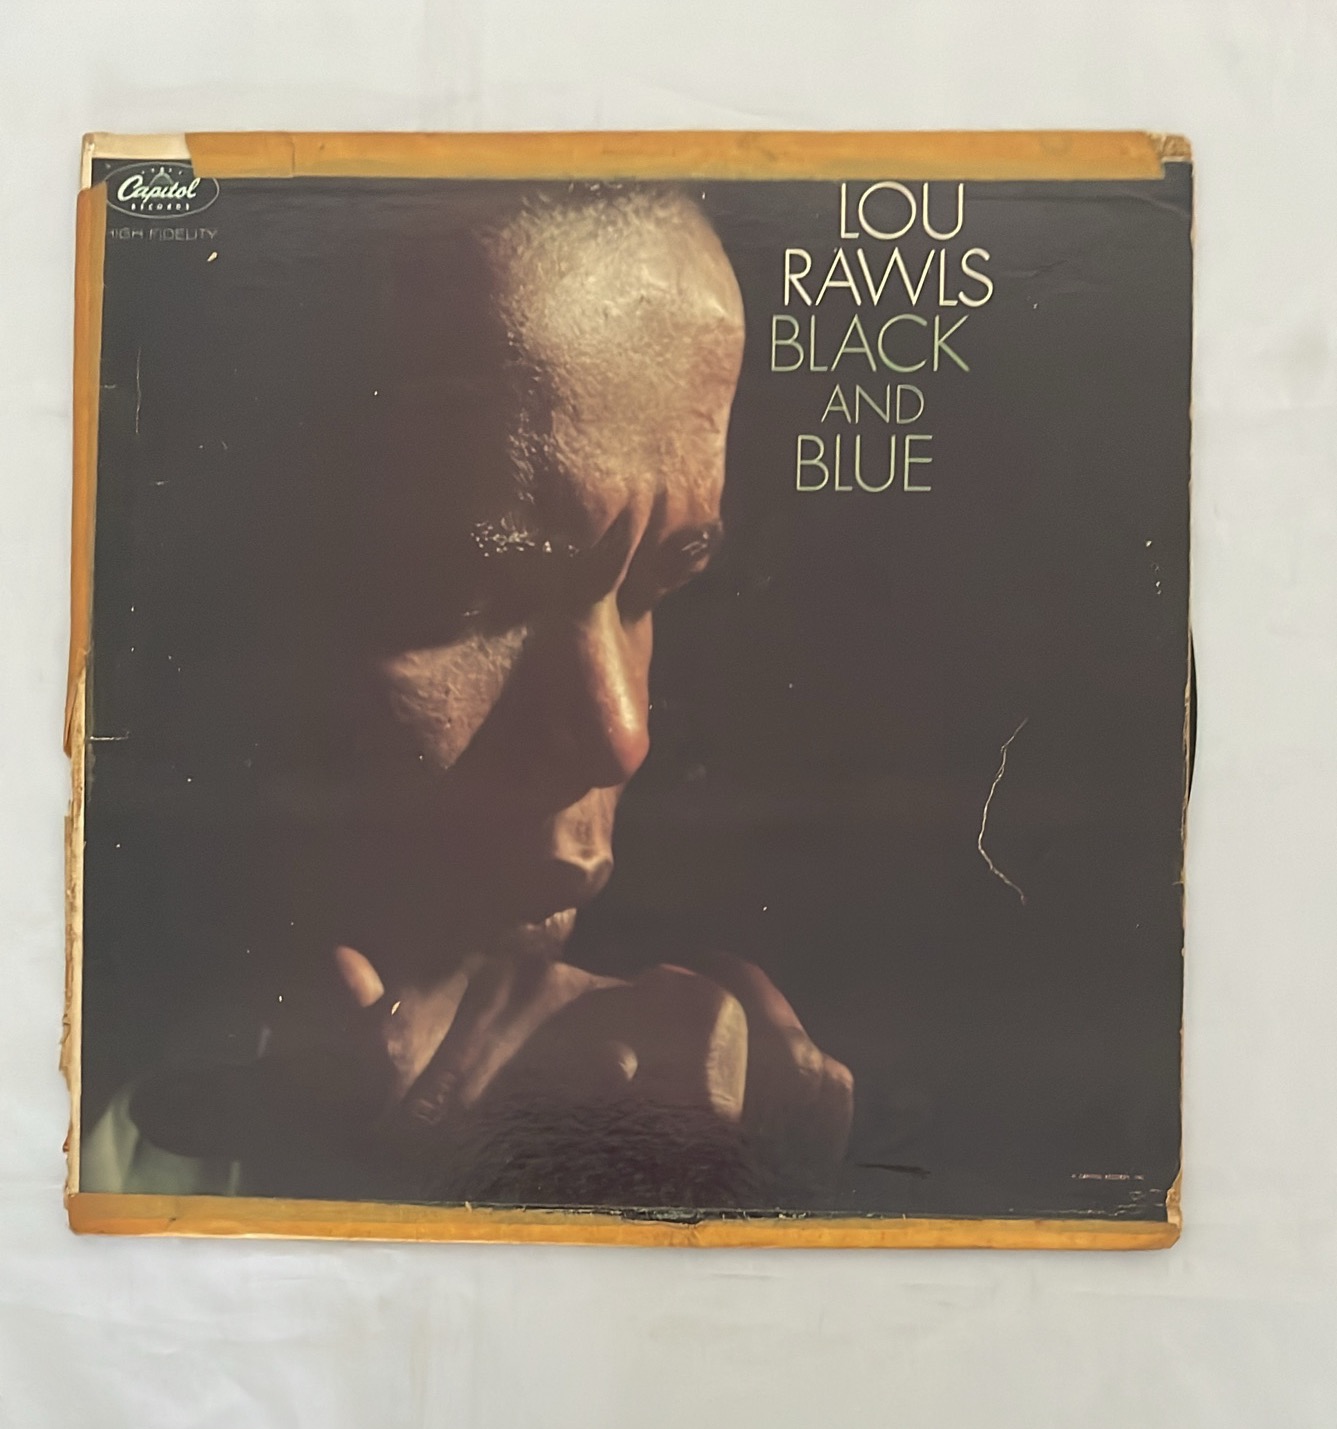 Capitol
RECORDS
HIGH FIDELITY
LOU
RAWLS
BLACK
AND
BLUE